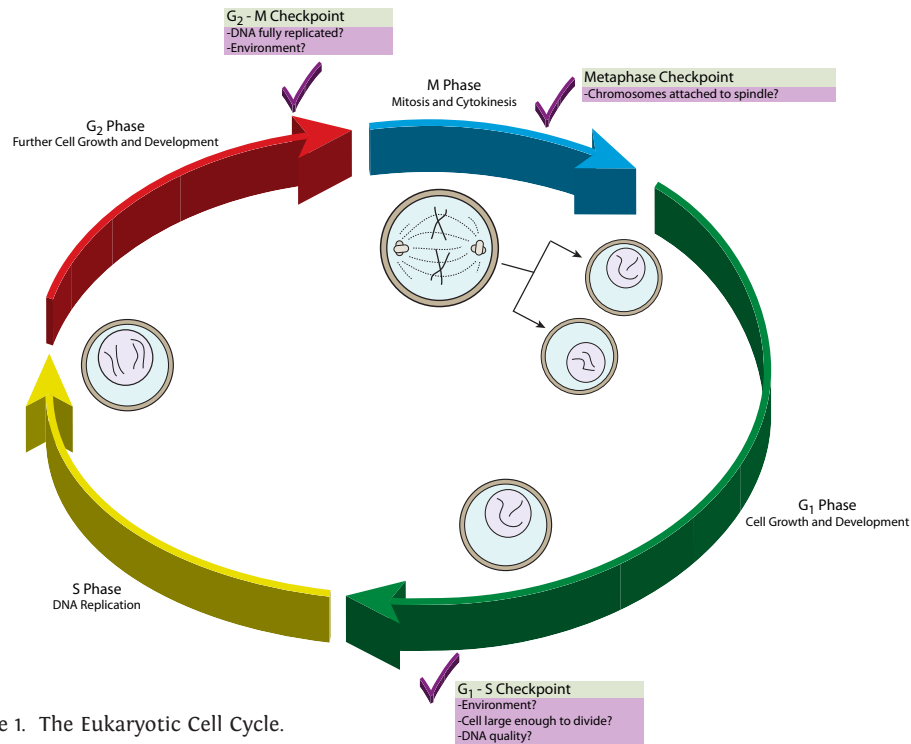 G2 - M Checkpoint
-DNA fully replicated?
-Environment?
M Phase
Mitosis and Cytokinesis
Metaphase Checkpoint
-Chromosomes attached to spindle?
G2 Phase
Further Cell Growth and Development
G1 Phase
Cell Growth and Development
S Phase
DNA Replication
G1 - S Checkpoint
-Environment?
-Cell large enough to divide?
-DNA quality?
e 1. The Eukaryotic Cell Cycle.